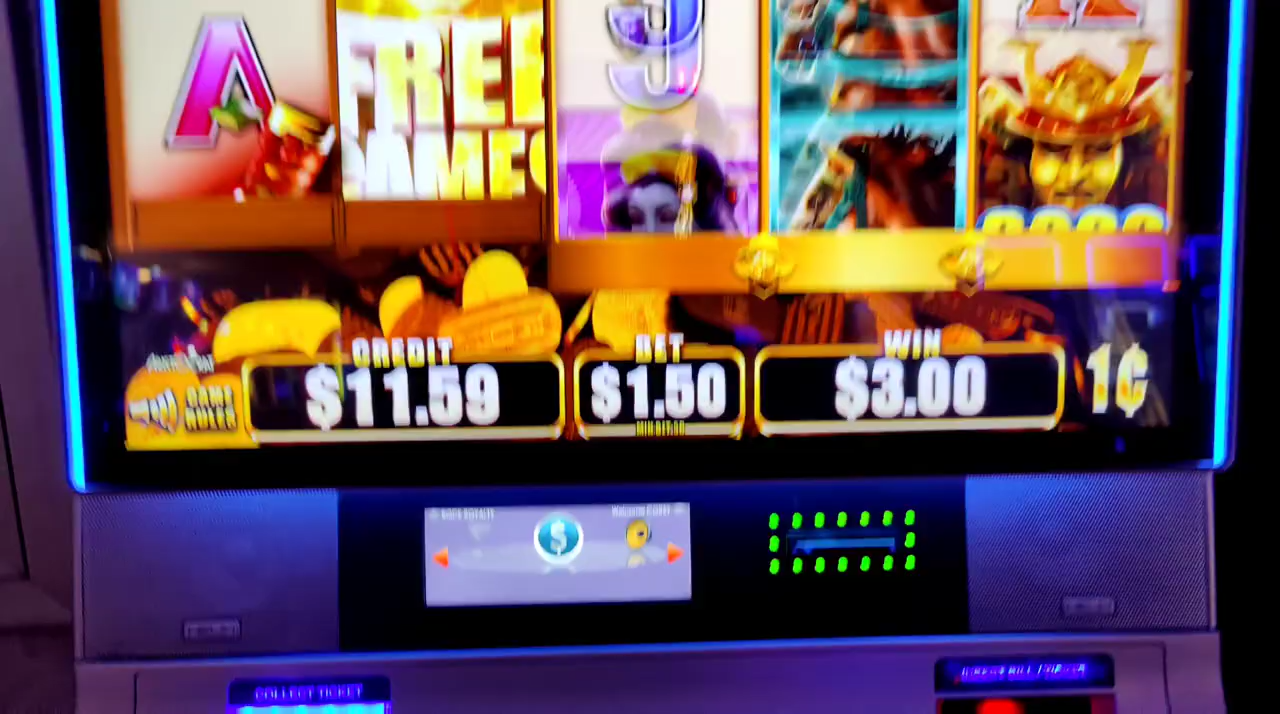 A
FREE
GAMES
9
CREDIT
BET
WIN
$11.59
$1.50
$3.00
1¢
GAME
RULES
$
COLLECT TICKET